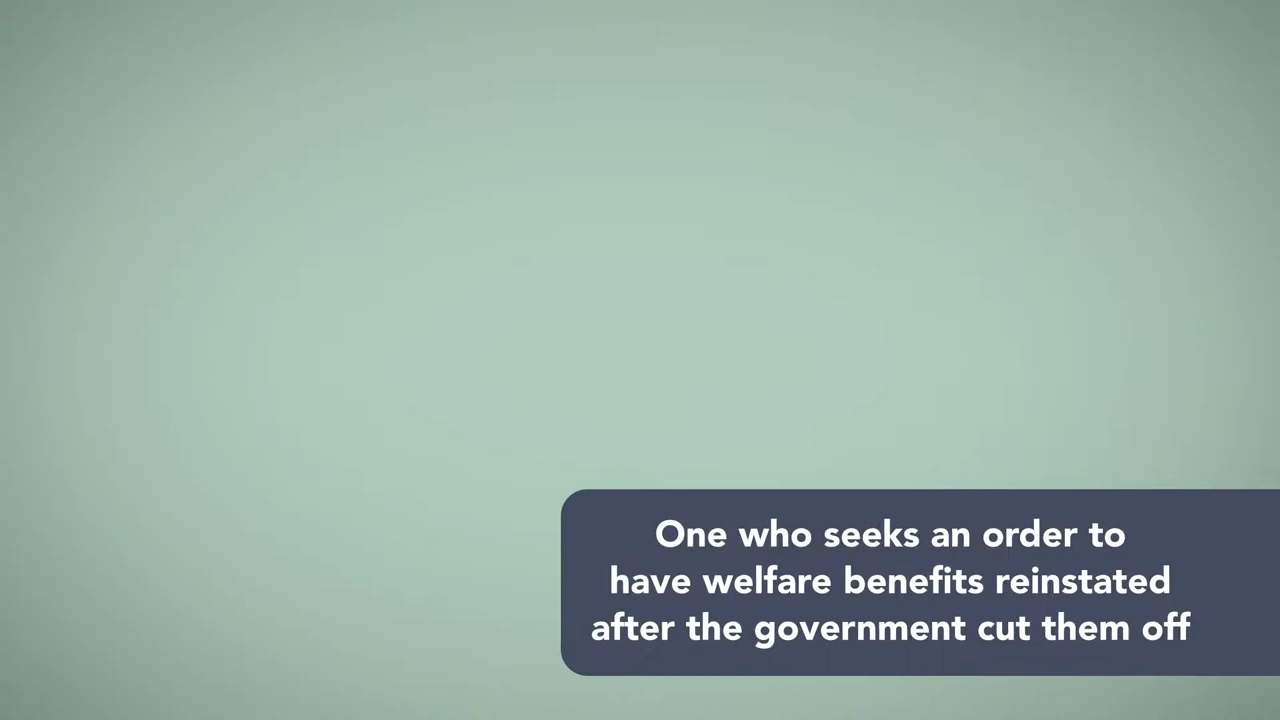 One who seeks an order to
have welfare benefits reinstated
after the government cut them off